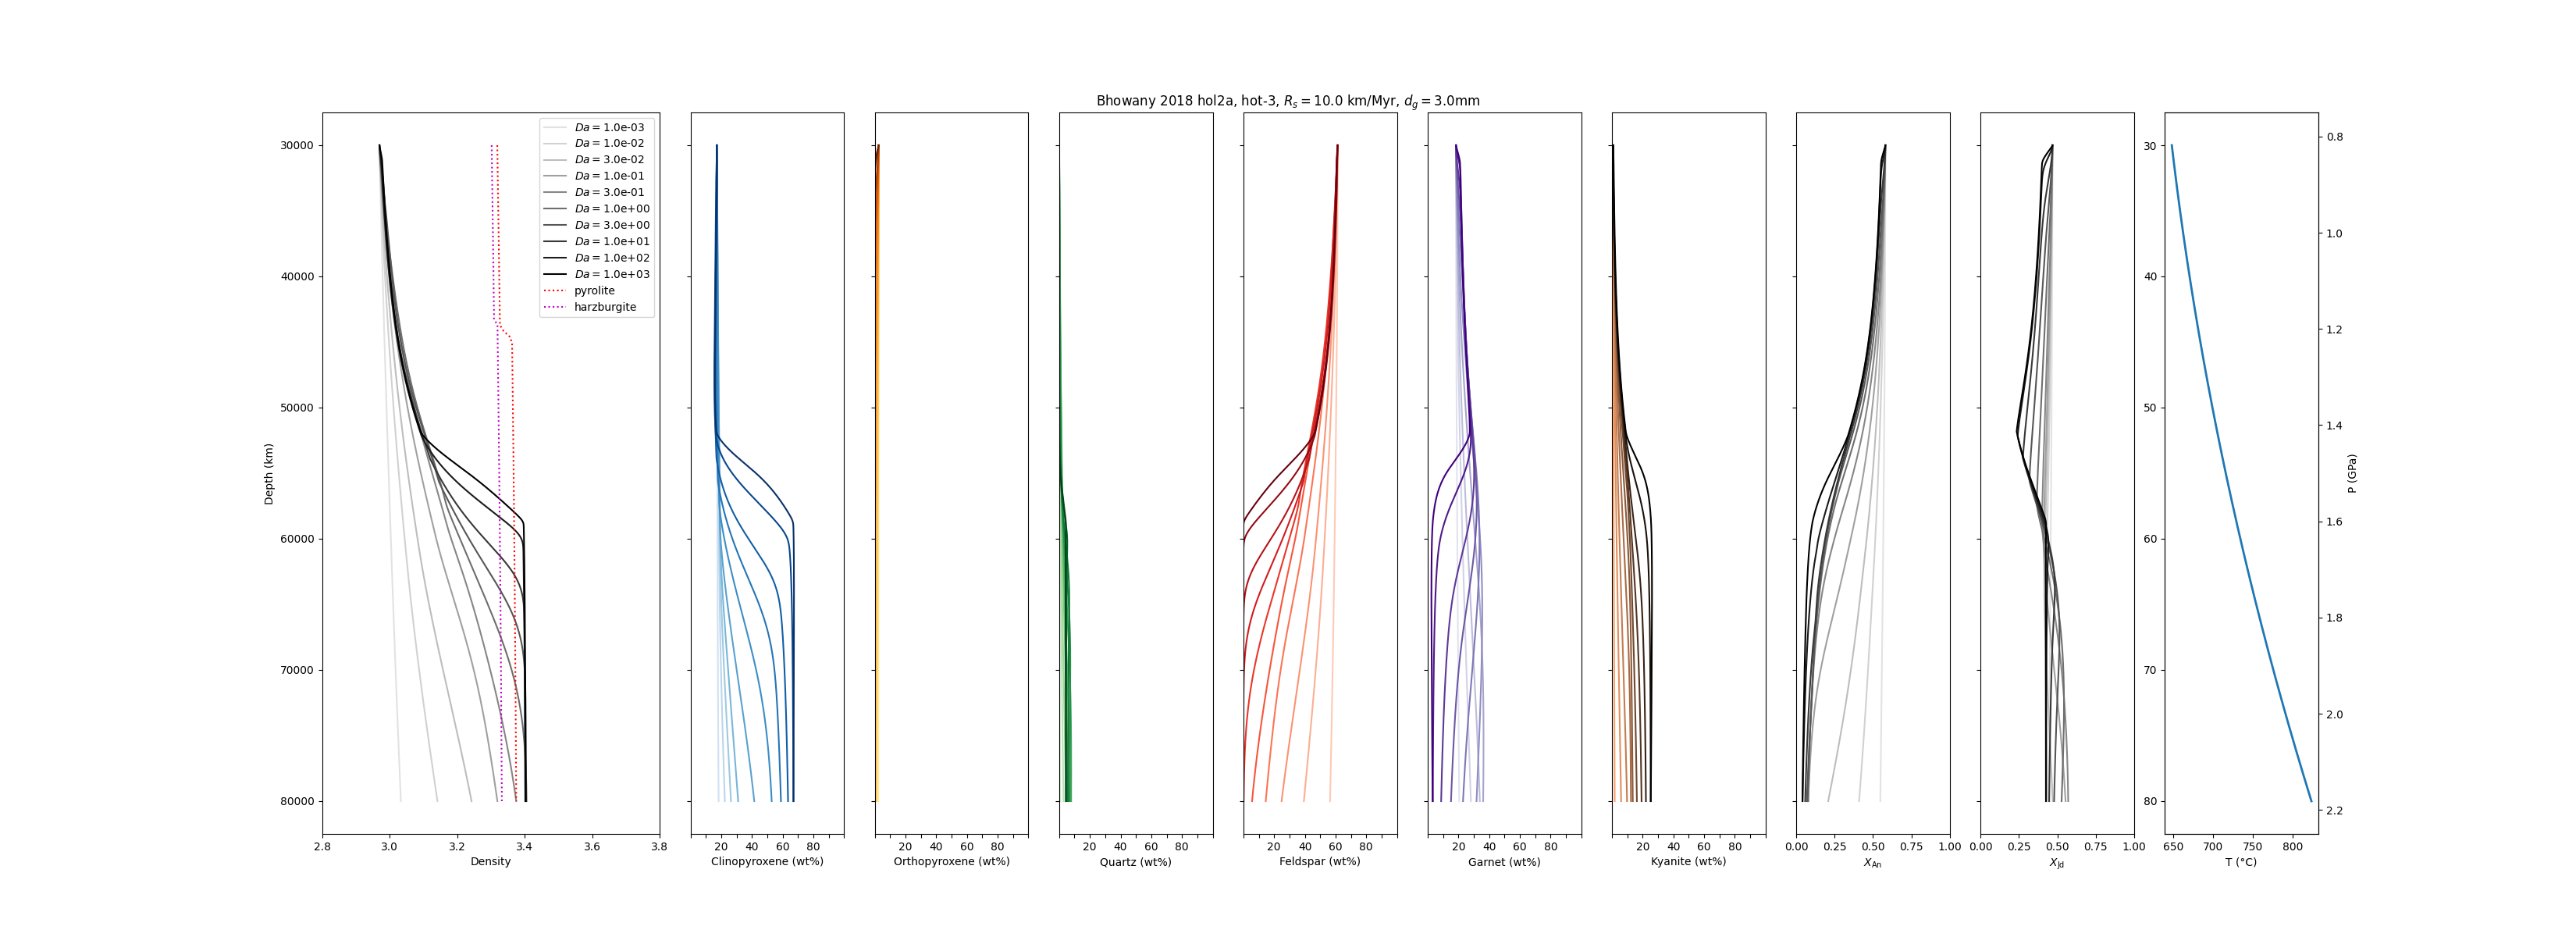 Bhowany 2018 hol2a, hot-3, R_s = 10.0 km/Myr, d_g = 3.0mm
Da = 1.0e-03
Da = 1.0e-02
Da = 3.0e-02
Da = 1.0e-01
Da = 3.0e-01
Da = 1.0e+00
Da = 3.0e+00
Da = 1.0e+01
Da = 1.0e+02
Da = 1.0e+03
pyrolite
harzburgite
Depth (km)
30000
40000
50000
60000
70000
80000
2.8 3.0 3.2 3.4 3.6 3.8
Density
20 40 60 80
Clinopyroxene (wt%)
20 40 60 80
Orthopyroxene (wt%)
20 40 60 80
Quartz (wt%)
20 40 60 80
Feldspar (wt%)
20 40 60 80
Garnet (wt%)
20 40 60 80
Kyanite (wt%)
0.00 0.25 0.50 0.75 1.00
X_An
0.00 0.25 0.50 0.75 1.00
X_Jd
30
40
50
60
70
80
650 700 750 800
T (°C)
0.8
1.0
1.2
1.4
1.6
1.8
2.0
2.2
P (GPa)